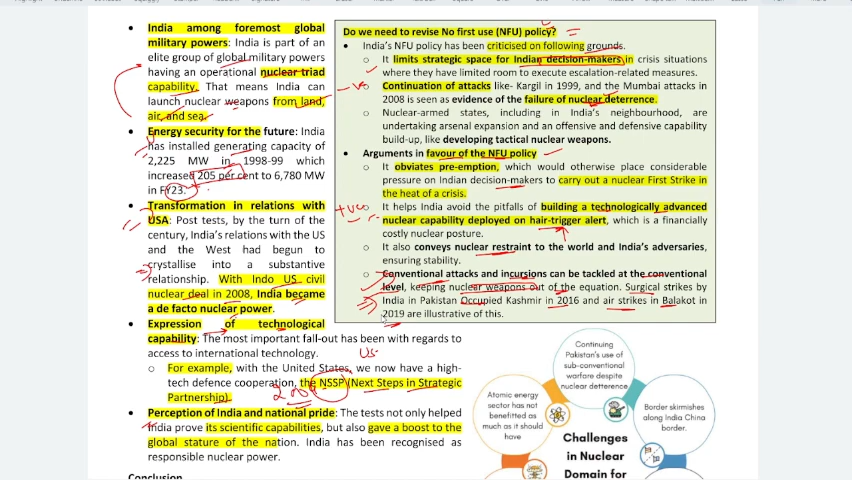 India among foremost global
military powers: India is part of an
elite group of global military powers
having an operational nuclear triad
capability. That means India can
launch nuclear weapons from land,
air, and sea.
Energy security for the future: India
has installed generating capacity of
2,225 MW in 1998-99 which
increased 205 per cent to 6,780 MW
in FY23.
Transformation in relations with
USA: Post tests, by the turn of the
century, India's relations with the US
and the West had begun to
crystallise into a substantive
relationship. With Indo US civil
nuclear deal in 2008, India became
a de facto nuclear power.
Expression of technological
capability: The most important fall-out has been with regards to
access to international technology.
US
For example, with the United States, we now have a high-
tech defence cooperation, the NSSP (Next Steps in Strategic
Partnership).
Perception of India and national pride: The tests not only helped
India prove its scientific capabilities, but also gave a boost to the
global stature of the nation. India has been recognised as
responsible nuclear power.
Conclusion
Do we need to revise No first use (NFU) policy?
India's NFU policy has been criticised on following grounds.
It limits strategic space for Indian decision-makers in crisis situations
where they have limited room to execute escalation-related measures.
Continuation of attacks like- Kargil in 1999, and the Mumbai attacks in
2008 is seen as evidence of the failure of nuclear deterrence.
Nuclear-armed states, including in India's neighbourhood, are
undertaking arsenal expansion and an offensive and defensive capability
build-up, like developing tactical nuclear weapons.
Arguments in favour of the NFU policy
It obviates pre-emption, which would otherwise place considerable
pressure on Indian decision-makers to carry out a nuclear First Strike in
the heat of a crisis.
It helps India avoid the pitfalls of building a technologically advanced
nuclear capability deployed on hair-trigger alert, which is a financially
costly nuclear posture.
It also conveys nuclear restraint to the world and India's adversaries,
ensuring stability.
Conventional attacks and incursions can be tackled at the conventional
level, keeping nuclear weapons out of the equation. Surgical strikes by
India in Pakistan Occupied Kashmir in 2016 and air strikes in Balakot in
2019 are illustrative of this.
Continuing
Pakistan's use of
sub-conventional
warfare despite
nuclear detterence
Atomic energy
sector has not
benefitted as
much as it should
have
Border skirmishes
along India China
border.
Challenges
in Nuclear
Domain for